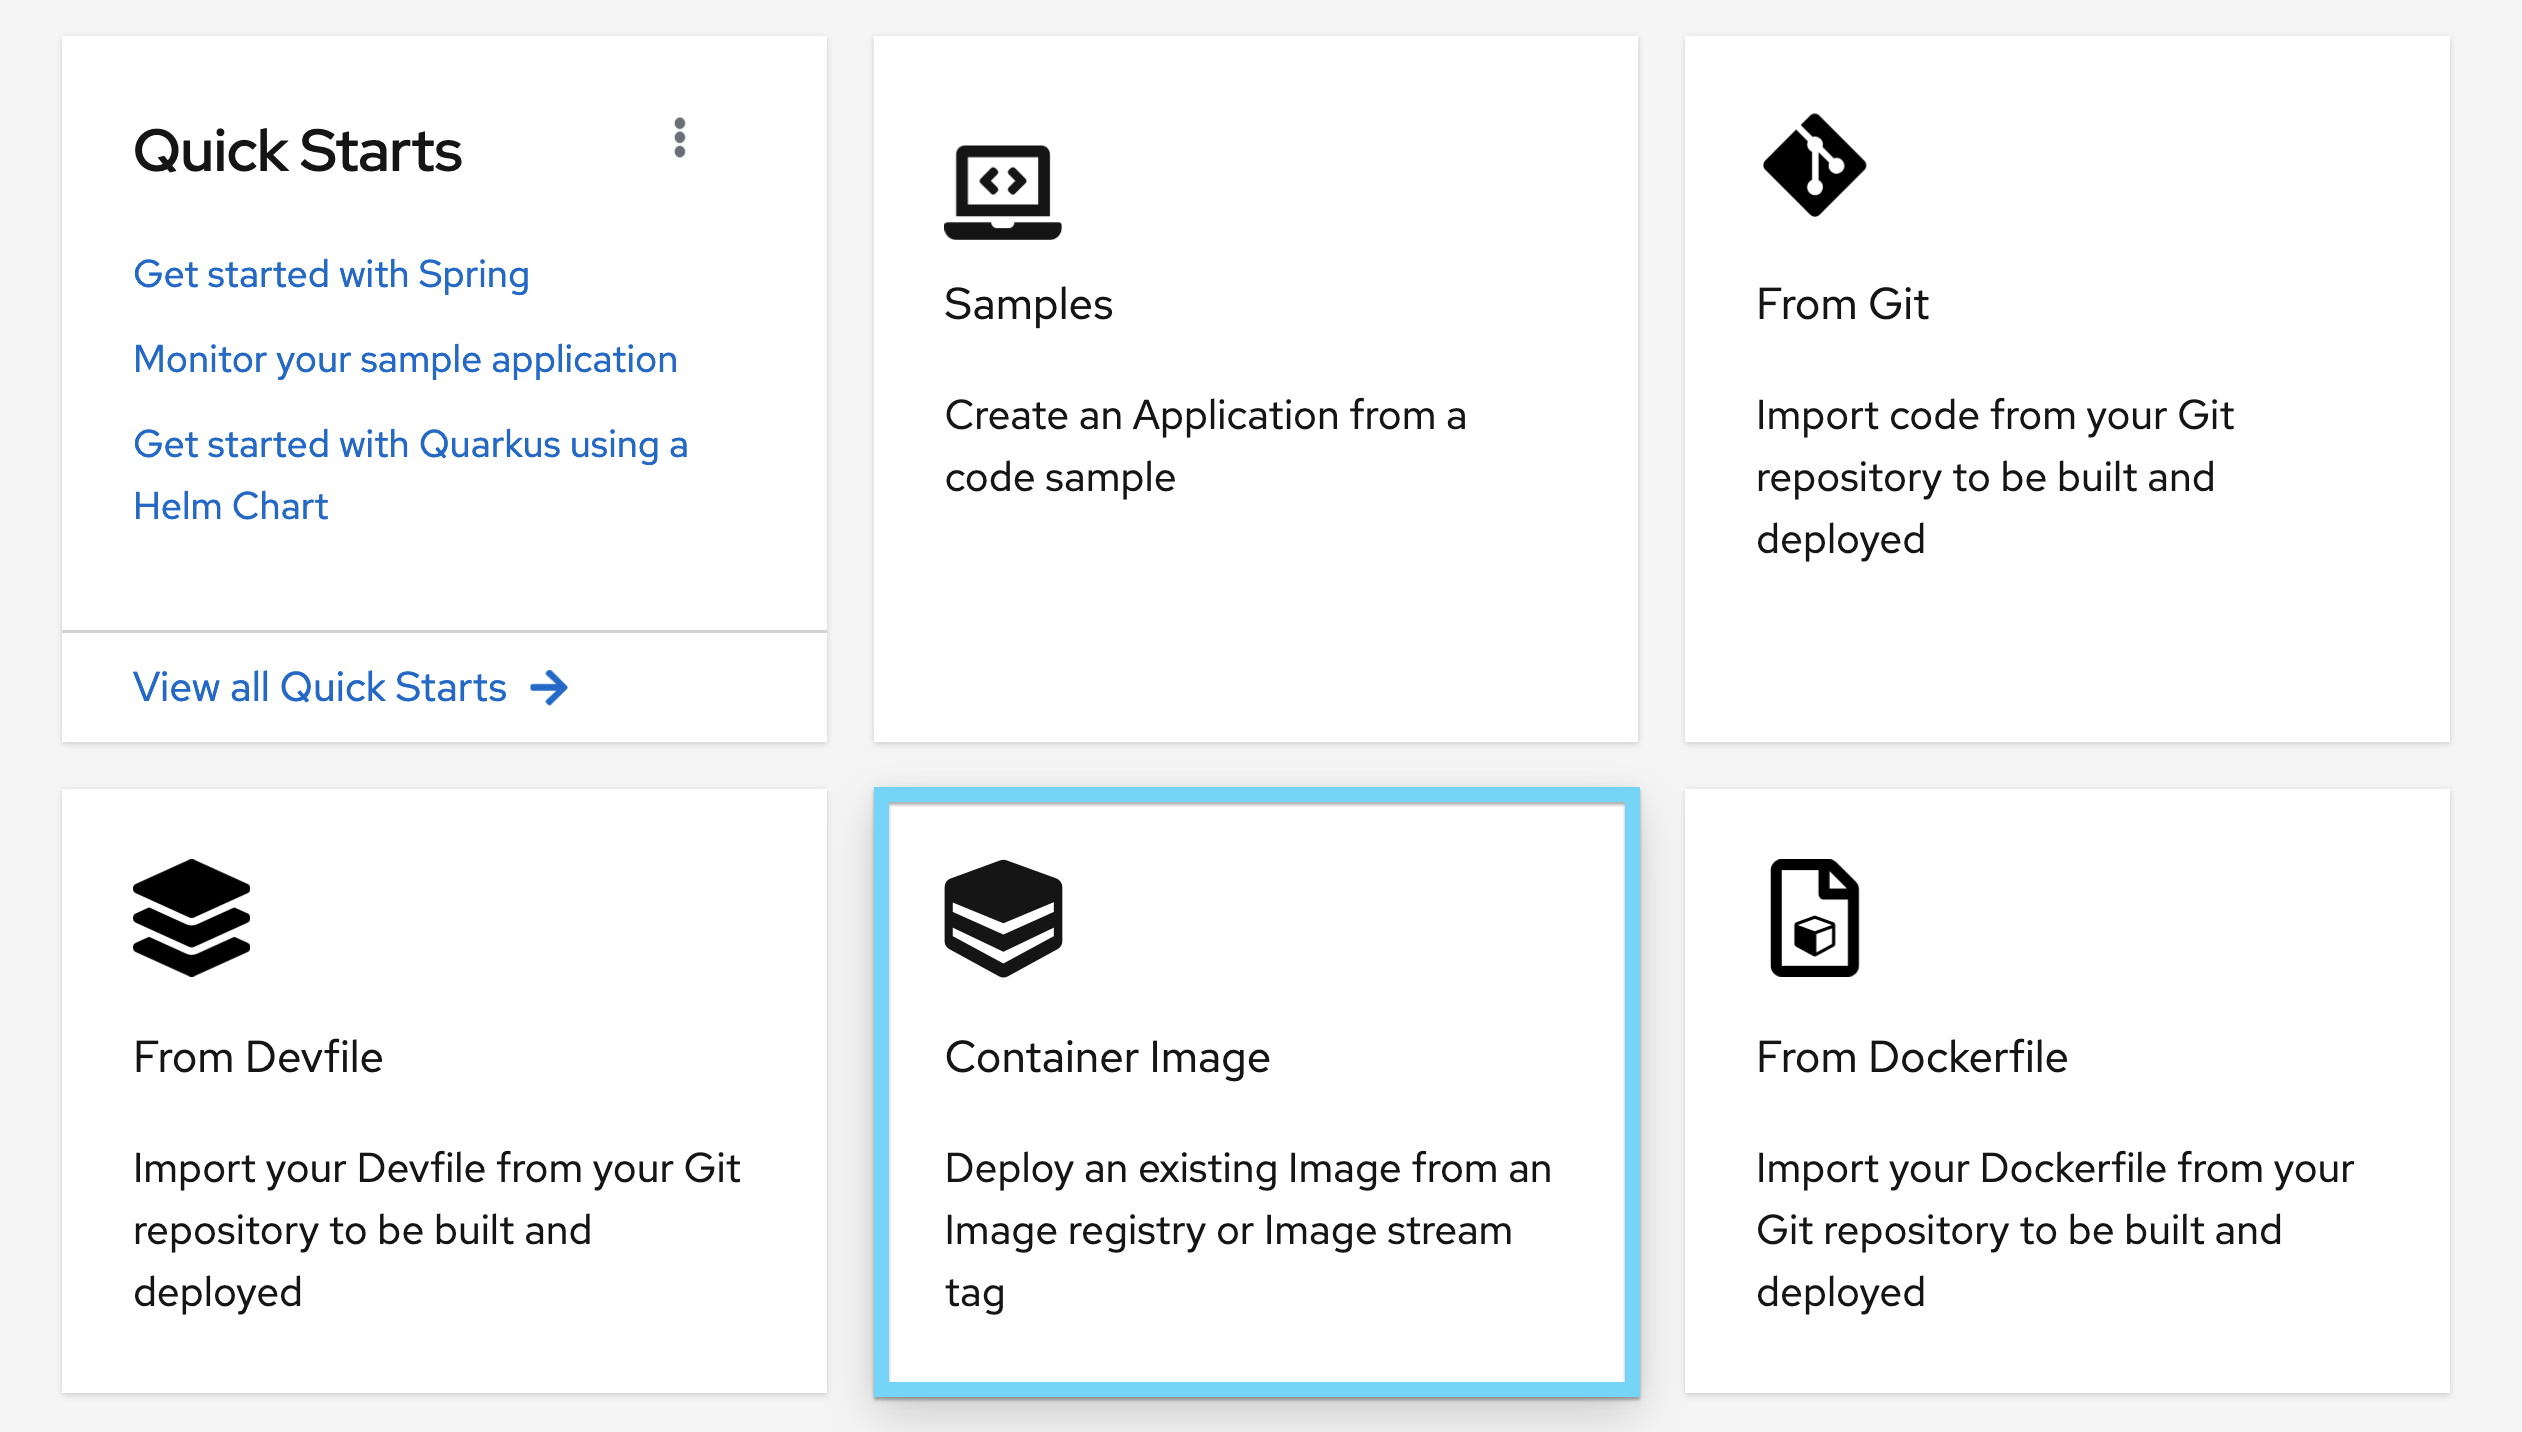 Quick Starts
Get started with Spring
Monitor your sample application
Get started with Quarkus using a
Helm Chart
View all Quick Starts
Samples
Create an Application from a
code sample
From Git
Import code from your Git
repository to be built and
deployed
From Devfile
Import your Devfile from your Git
repository to be built and
deployed
Container Image
Deploy an existing Image from an
Image registry or Image stream
tag
From Dockerfile
Import your Dockerfile from your
Git repository to be built and
deployed